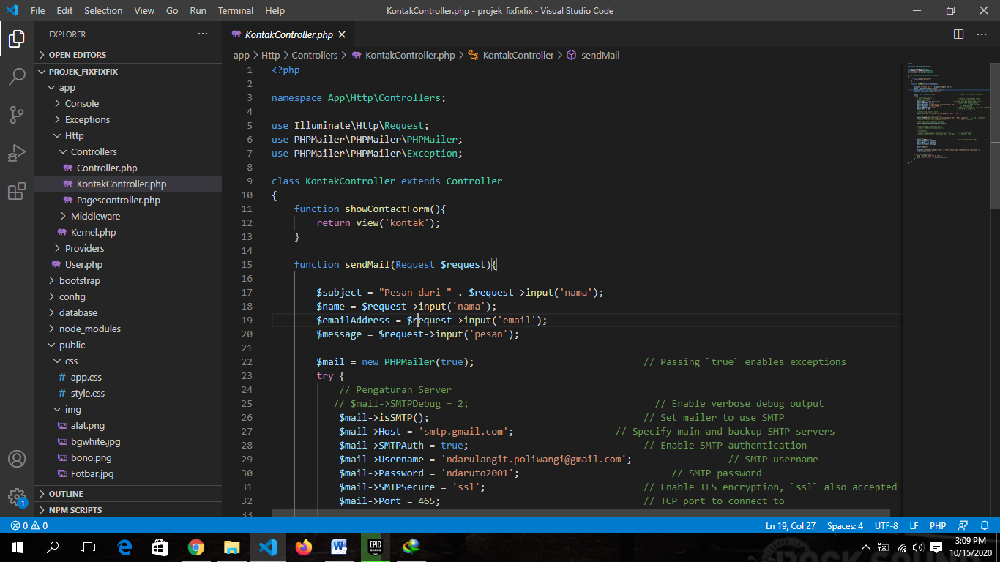 File Edit Selection View Go Run Terminal Help KontakController.php - projek_fixfixfix - Visual Studio Code
EXPLORER
OPEN EDITORS
PROJEK_FIXFIXFIX
app
Console
Exceptions
Http
Controllers
Controller.php
KontakController.php
Pagescontroller.php
Middleware
Kernel.php
Providers
User.php
bootstrap
config
database
node_modules
public
css
# app.css
# style.css
img
alat.png
bgwhite.jpg
bono.png
Fotbar.jpg
OUTLINE
NPM SCRIPTS
1
KontakController.php
app > Http > Controllers > KontakController.php > KontakController > sendMail
1 <?php
2
3 namespace App\Http\Controllers;
4
5 use Illuminate\Http\Request;
6 use PHPMailer\PHPMailer\PHPMailer;
7 use PHPMailer\PHPMailer\Exception;
8
9 class KontakController extends Controller
10 {
11 function showContactForm(){
12 return view('kontak');
13 }
14
15 function sendMail(Request $request){
16
17 $subject = "Pesan dari " . $request->input('nama');
18 $name = $request->input('nama');
19 $emailAddress = $request->input('email');
20 $message = $request->input('pesan');
21
22 $mail = new PHPMailer(true); // Passing `true` enables exceptions
23 try {
24 // Pengaturan Server
25 // $mail->SMTPDebug = 2; // Enable verbose debug output
26 $mail->isSMTP(); // Set mailer to use SMTP
27 $mail->Host = 'smtp.gmail.com'; // Specify main and backup SMTP servers
28 $mail->SMTPAuth = true; // Enable SMTP authentication
29 $mail->Username = 'ndarulangit.poliwangi@gmail.com'; // SMTP username
30 $mail->Password = 'ndaruto2001'; // SMTP password
31 $mail->SMTPSecure = 'ssl'; // Enable TLS encryption, `ssl` also accepted
32 $mail->Port = 465; // TCP port to connect to
33
0 0 Ln 19, Col 27 Spaces: 4 UTF-8 LF PHP
EPIC GAMES
3:09 PM
10/15/2020